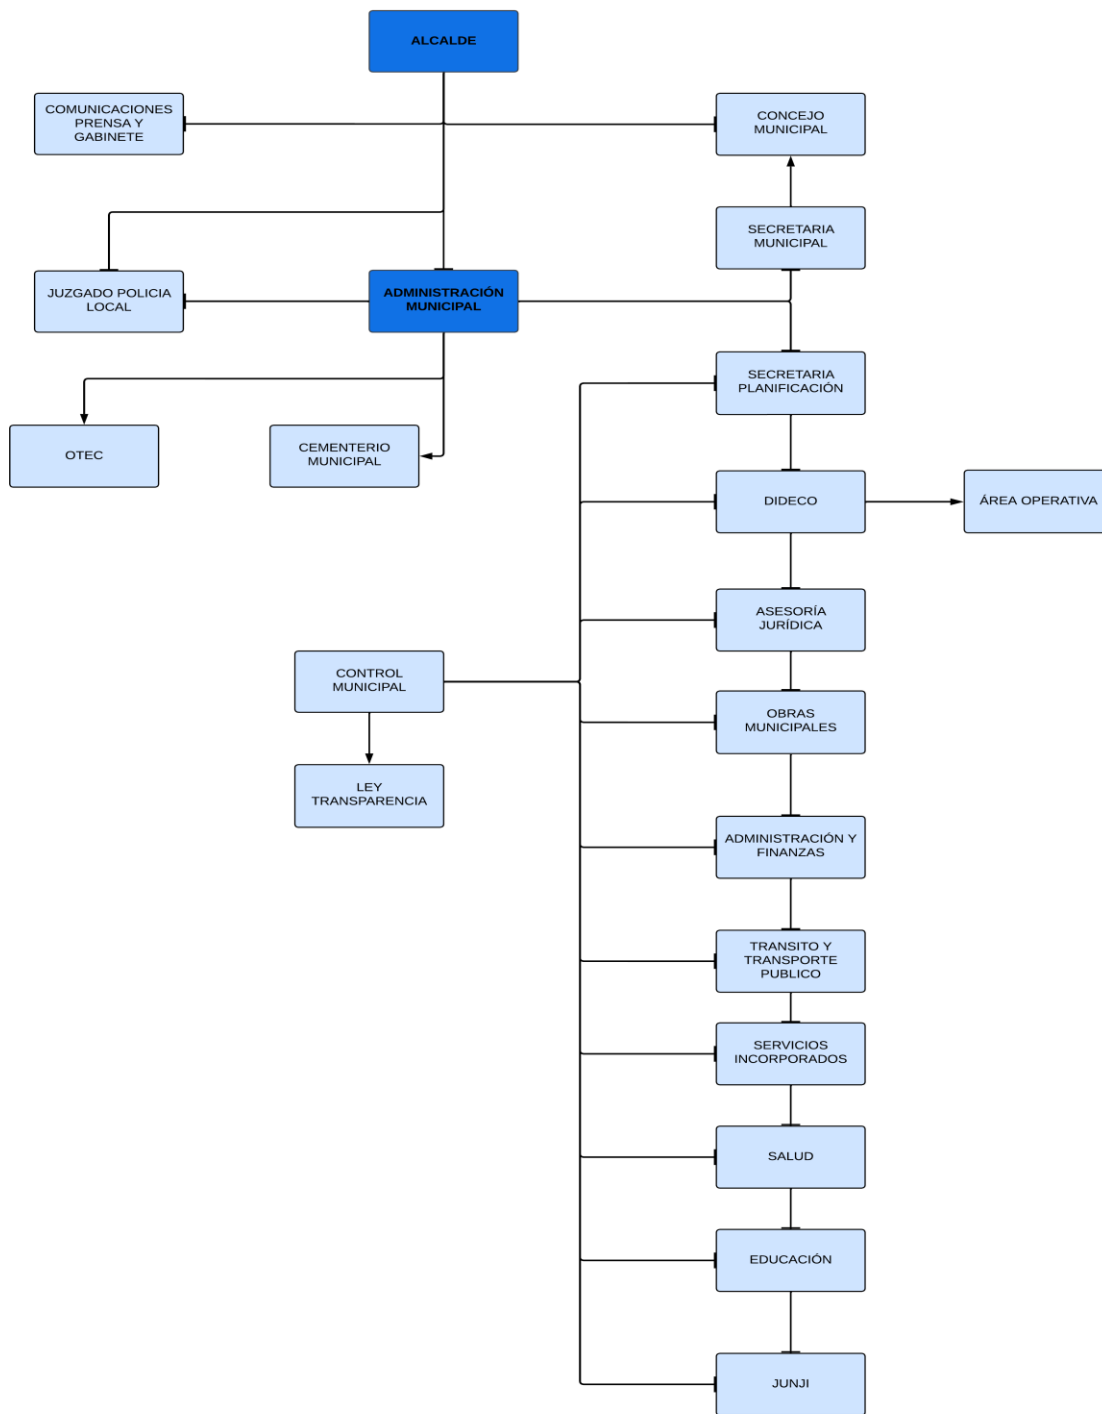 ALCALDE
COMUNICACIONES
PRENSA Y
GABINETE
CONCEJO
MUNICIPAL
SECRETARIA
MUNICIPAL
JUZGADO POLICIA
LOCAL
ADMINISTRACIÓN
MUNICIPAL
SECRETARIA
PLANIFICACIÓN
OTEC
CEMENTERIO
MUNICIPAL
DIDECO
ÁREA OPERATIVA
ASESORÍA
JURÍDICA
CONTROL
MUNICIPAL
OBRAS
MUNICIPALES
LEY
TRANSPARENCIA
ADMINISTRACIÓN Y
FINANZAS
TRANSITO Y
TRANSPORTE
PUBLICO
SERVICIOS
INCORPORADOS
SALUD
EDUCACIÓN
JUNJI